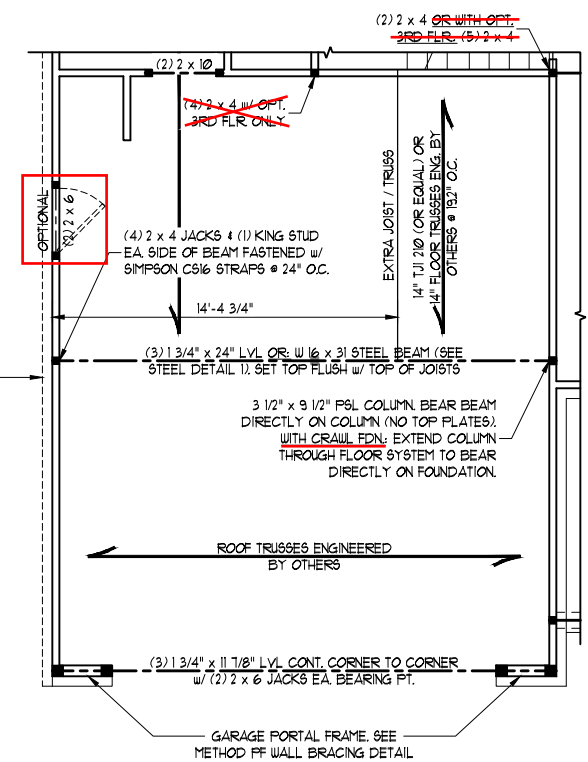 (2) 2 x 4 OR WITH OPT.
3RD FLR. (5) 2 x 4
(2) 2 x 10
(4) 2 x 4 w/ OPT.
3RD FLR ONLY
OPTIONAL
(2) 2 x 6
(4) 2 x 4 JACKS & (1) KING STUD
EA. SIDE OF BEAM FASTENED w/
SIMPSON CS16 STRAPS @ 24" O.C.
EXTRA JOIST / TRUSS
14" TJI 210 (OR EQUAL) OR
14" FLOOR TRUSSES ENG. BY
OTHERS @ 19.2" O.C.
14'-4 3/4"
(3) 1 3/4" x 24" LVL OR: W 16 x 31 STEEL BEAM (SEE
STEEL DETAIL 1). SET TOP FLUSH w/ TOP OF JOISTS
3 1/2" x 9 1/2" PSL COLUMN. BEAR BEAM
DIRECTLY ON COLUMN (NO TOP PLATES).
WITH CRAWL FDN.: EXTEND COLUMN
THROUGH FLOOR SYSTEM TO BEAR
DIRECTLY ON FOUNDATION.
ROOF TRUSSES ENGINEERED
BY OTHERS
(3) 1 3/4" x 11 7/8" LVL CONT. CORNER TO CORNER
w/ (2) 2 x 6 JACKS EA. BEARING PT.
GARAGE PORTAL FRAME. SEE
METHOD PF WALL BRACING DETAIL